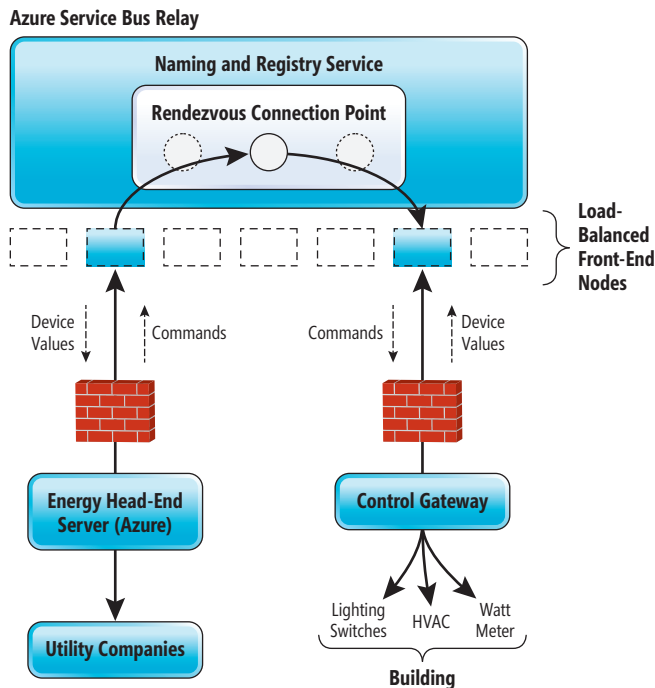 Azure Service Bus Relay
Naming and Registry Service
Rendezvous Connection Point
Load-
Balanced
Front-End
Nodes
Device
Values
Commands
Commands
Device
Values
Energy Head-End
Server (Azure)
Control Gateway
Lighting
Switches
HVAC
Watt
Meter
Utility Companies
Building